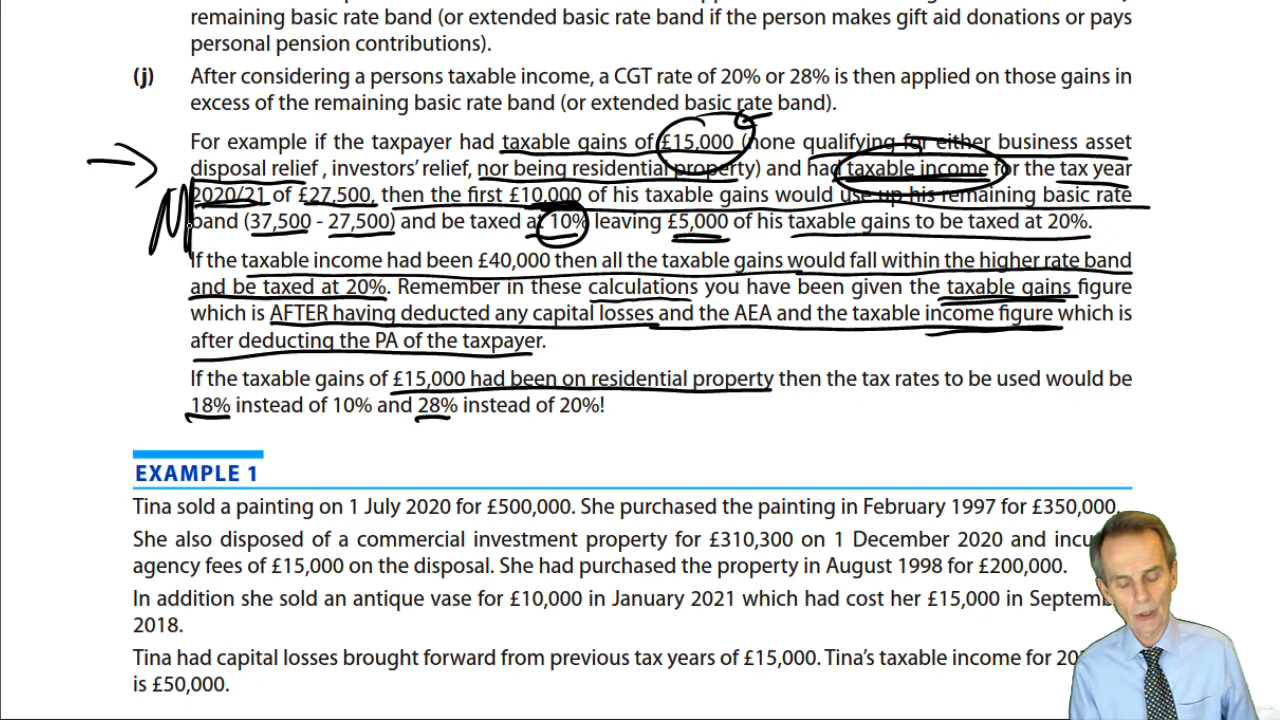 remaining basic rate band (or extended basic rate band if the person makes gift aid donations or pays
personal pension contributions).
(j) After considering a persons taxable income, a CGT rate of 20% or 28% is then applied on those gains in
excess of the remaining basic rate band (or extended basic rate band).
For example if the taxpayer had taxable gains of £15,000 (none qualifying for either business asset
disposal relief , investors’ relief, nor being residential property) and had taxable income for the tax year
2020/21 of £27,500, then the first £10,000 of his taxable gains would use up his remaining basic rate
band (37,500 - 27,500) and be taxed at 10% leaving £5,000 of his taxable gains to be taxed at 20%.
If the taxable income had been £40,000 then all the taxable gains would fall within the higher rate band
and be taxed at 20%. Remember in these calculations you have been given the taxable gains figure
which is AFTER having deducted any capital losses and the AEA and the taxable income figure which is
after deducting the PA of the taxpayer.
If the taxable gains of £15,000 had been on residential property then the tax rates to be used would be
18% instead of 10% and 28% instead of 20%!
EXAMPLE 1
Tina sold a painting on 1 July 2020 for £500,000. She purchased the painting in February 1997 for £350,000.
She also disposed of a commercial investment property for £310,300 on 1 December 2020 and
agency fees of £15,000 on the disposal. She had purchased the property in August 1998 for £200,000.
In addition she sold an antique vase for £10,000 in January 2021 which had cost her £15,000 in
2018.
Tina had capital losses brought forward from previous tax years of £15,000. Tina’s taxable income for
is £50,000.